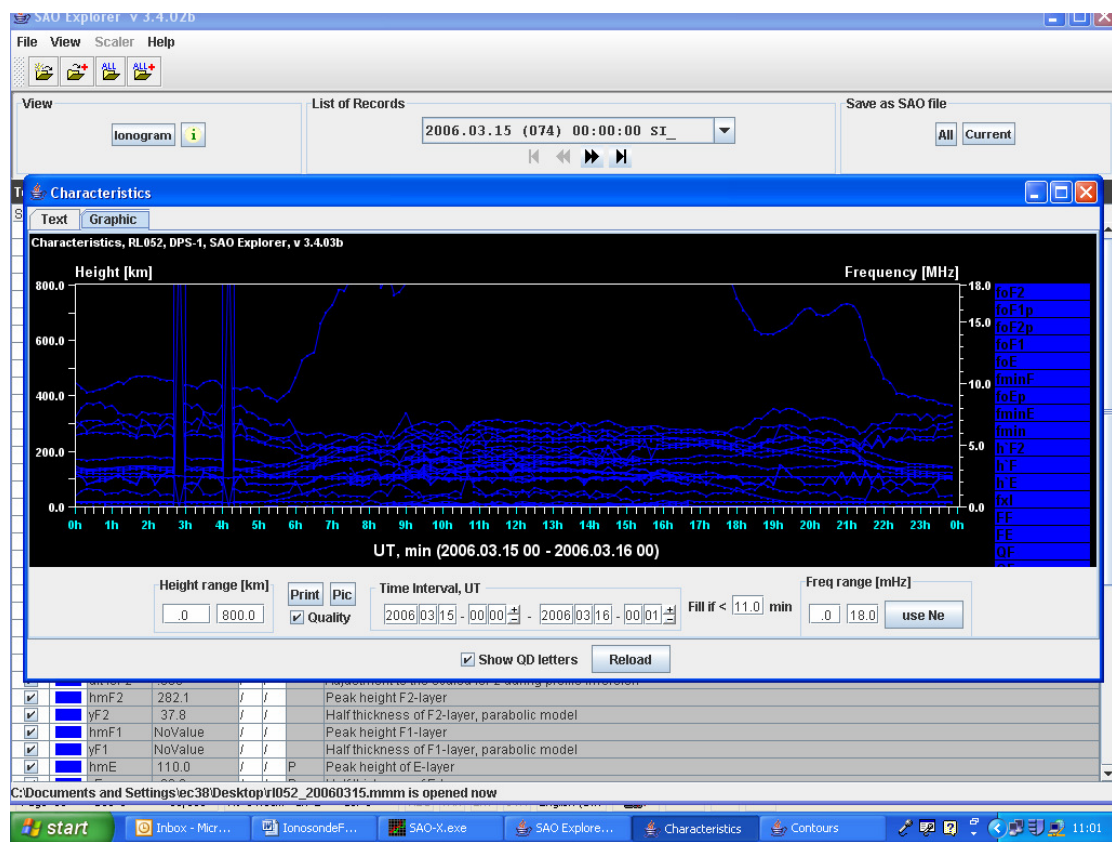 SAO Explorer v 3.4.02b
File View Scaler Help
ALL ALL
View
List of Records
Save as SAO file
Ionogram i
2006.03.15 (074) 00:00:00 SI_
All Current
Characteristics
Text Graphic
Characteristics, RL052, DPS-1, SAO Explorer, v 3.4.03b
Height [km] Frequency [MHz]
800.0
600.0
400.0
200.0
0.0
18.0
15.0
10.0
5.0
0.0
foF2
foF1p
foF2p
foF1
foE
fminF
foEp
fminE
fmin
h`F2
h`F
h`E
fxI
FF
FE
QF
0h 1h 2h 3h 4h 5h 6h 7h 8h 9h 10h 11h 12h 13h 14h 15h 16h 17h 18h 19h 20h 21h 22h 23h 0h
UT, min (2006.03.15 00 - 2006.03.16 00)
Height range [km]
.0 800.0
Print Pic
Quality
Time Interval, UT
2006 03 15 - 00 00 - 2006 03 16 - 00 01
Fill if < 11.0 min
Freq range [mHz]
.0 18.0 use Ne
Show QD letters Reload
hmF2 282.1 / / Peak height F2-layer
yF2 37.8 / / Half thickness of F2-layer, parabolic model
hmF1 NoValue / / Peak height F1-layer
yF1 NoValue / / Half thickness of F1-layer, parabolic model
hmE 110.0 / / P Peak height of E-layer
C:\Documents and Settings\ec38\Desktop\rl052_20060315.mmm is opened now
start Inbox - Micr... IonosondeF... SAO-X.exe SAO Explore... Characteristics Contours 11:01